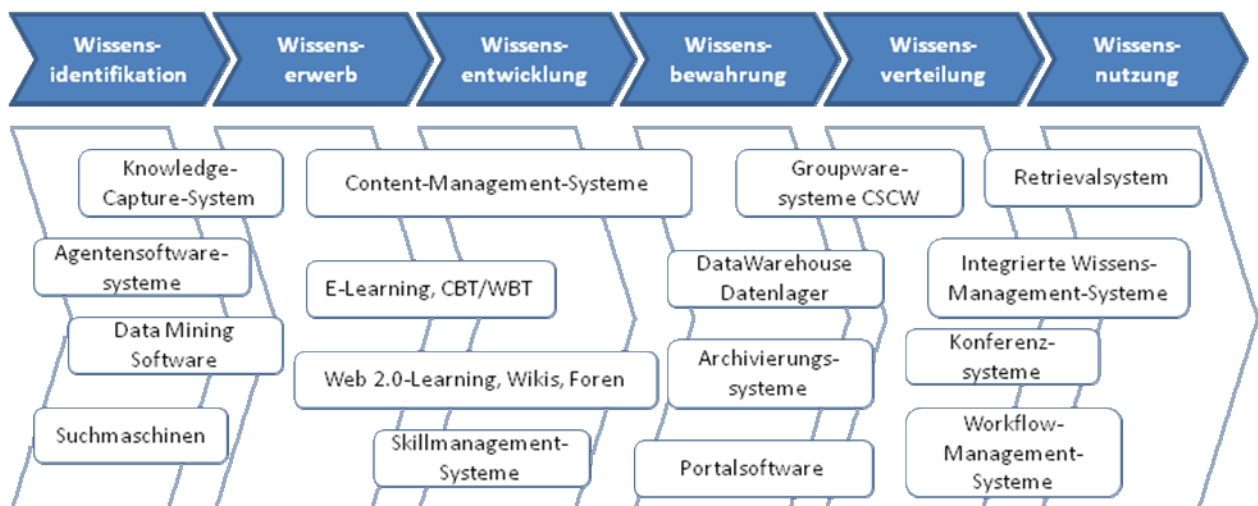 Wissens-
identifikation
Wissens-
erwerb
Wissens-
entwicklung
Wissens-
bewahrung
Wissens-
verteilung
Wissens-
nutzung
Knowledge-
Capture-System
Content-Management-Systeme
Groupware-
systeme CSCW
Retrievalsystem
Agentensoftware-
systeme
E-Learning, CBT/WBT
DataWarehouse
Datenlager
Integrierte Wissens-
Management-Systeme
Data Mining
Software
Web 2.0-Learning, Wikis, Foren
Archivierungs-
systeme
Konferenz-
systeme
Suchmaschinen
Skillmanagement-
Systeme
Portalsoftware
Workflow-
Management-
Systeme